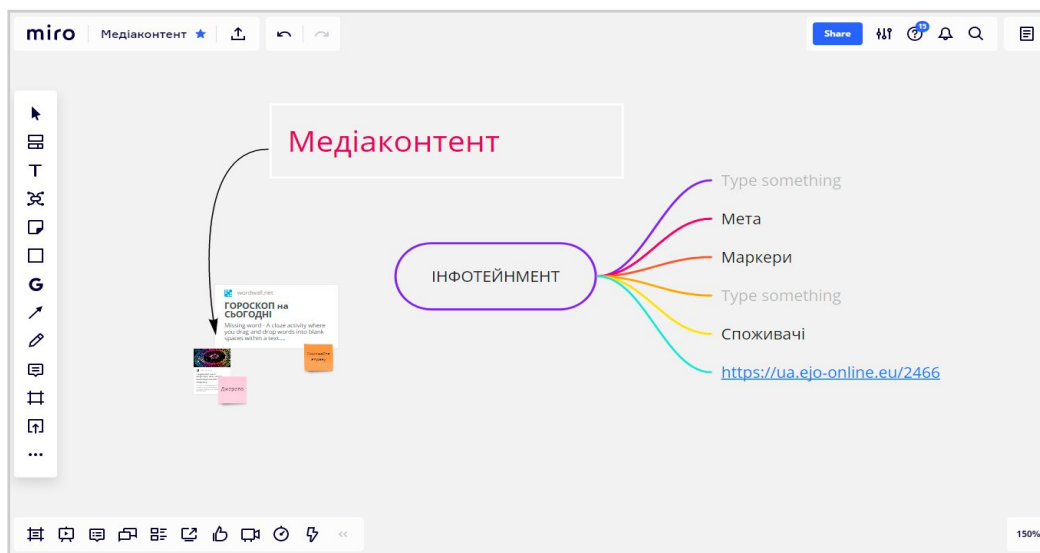 miro
Медіаконтент
Share
15
Медіаконтент
Type something
Мета
Маркери
ІНФОТЕЙНМЕНТ
Type something
Споживачі
https://ua.ejo-online.eu/2466
wordwall.net
ГОРОСКОП на
СЬОГОДНІ
Missing word - A cloze activity where
you drag and drop words into blank
spaces within a text....
Джерело
150%